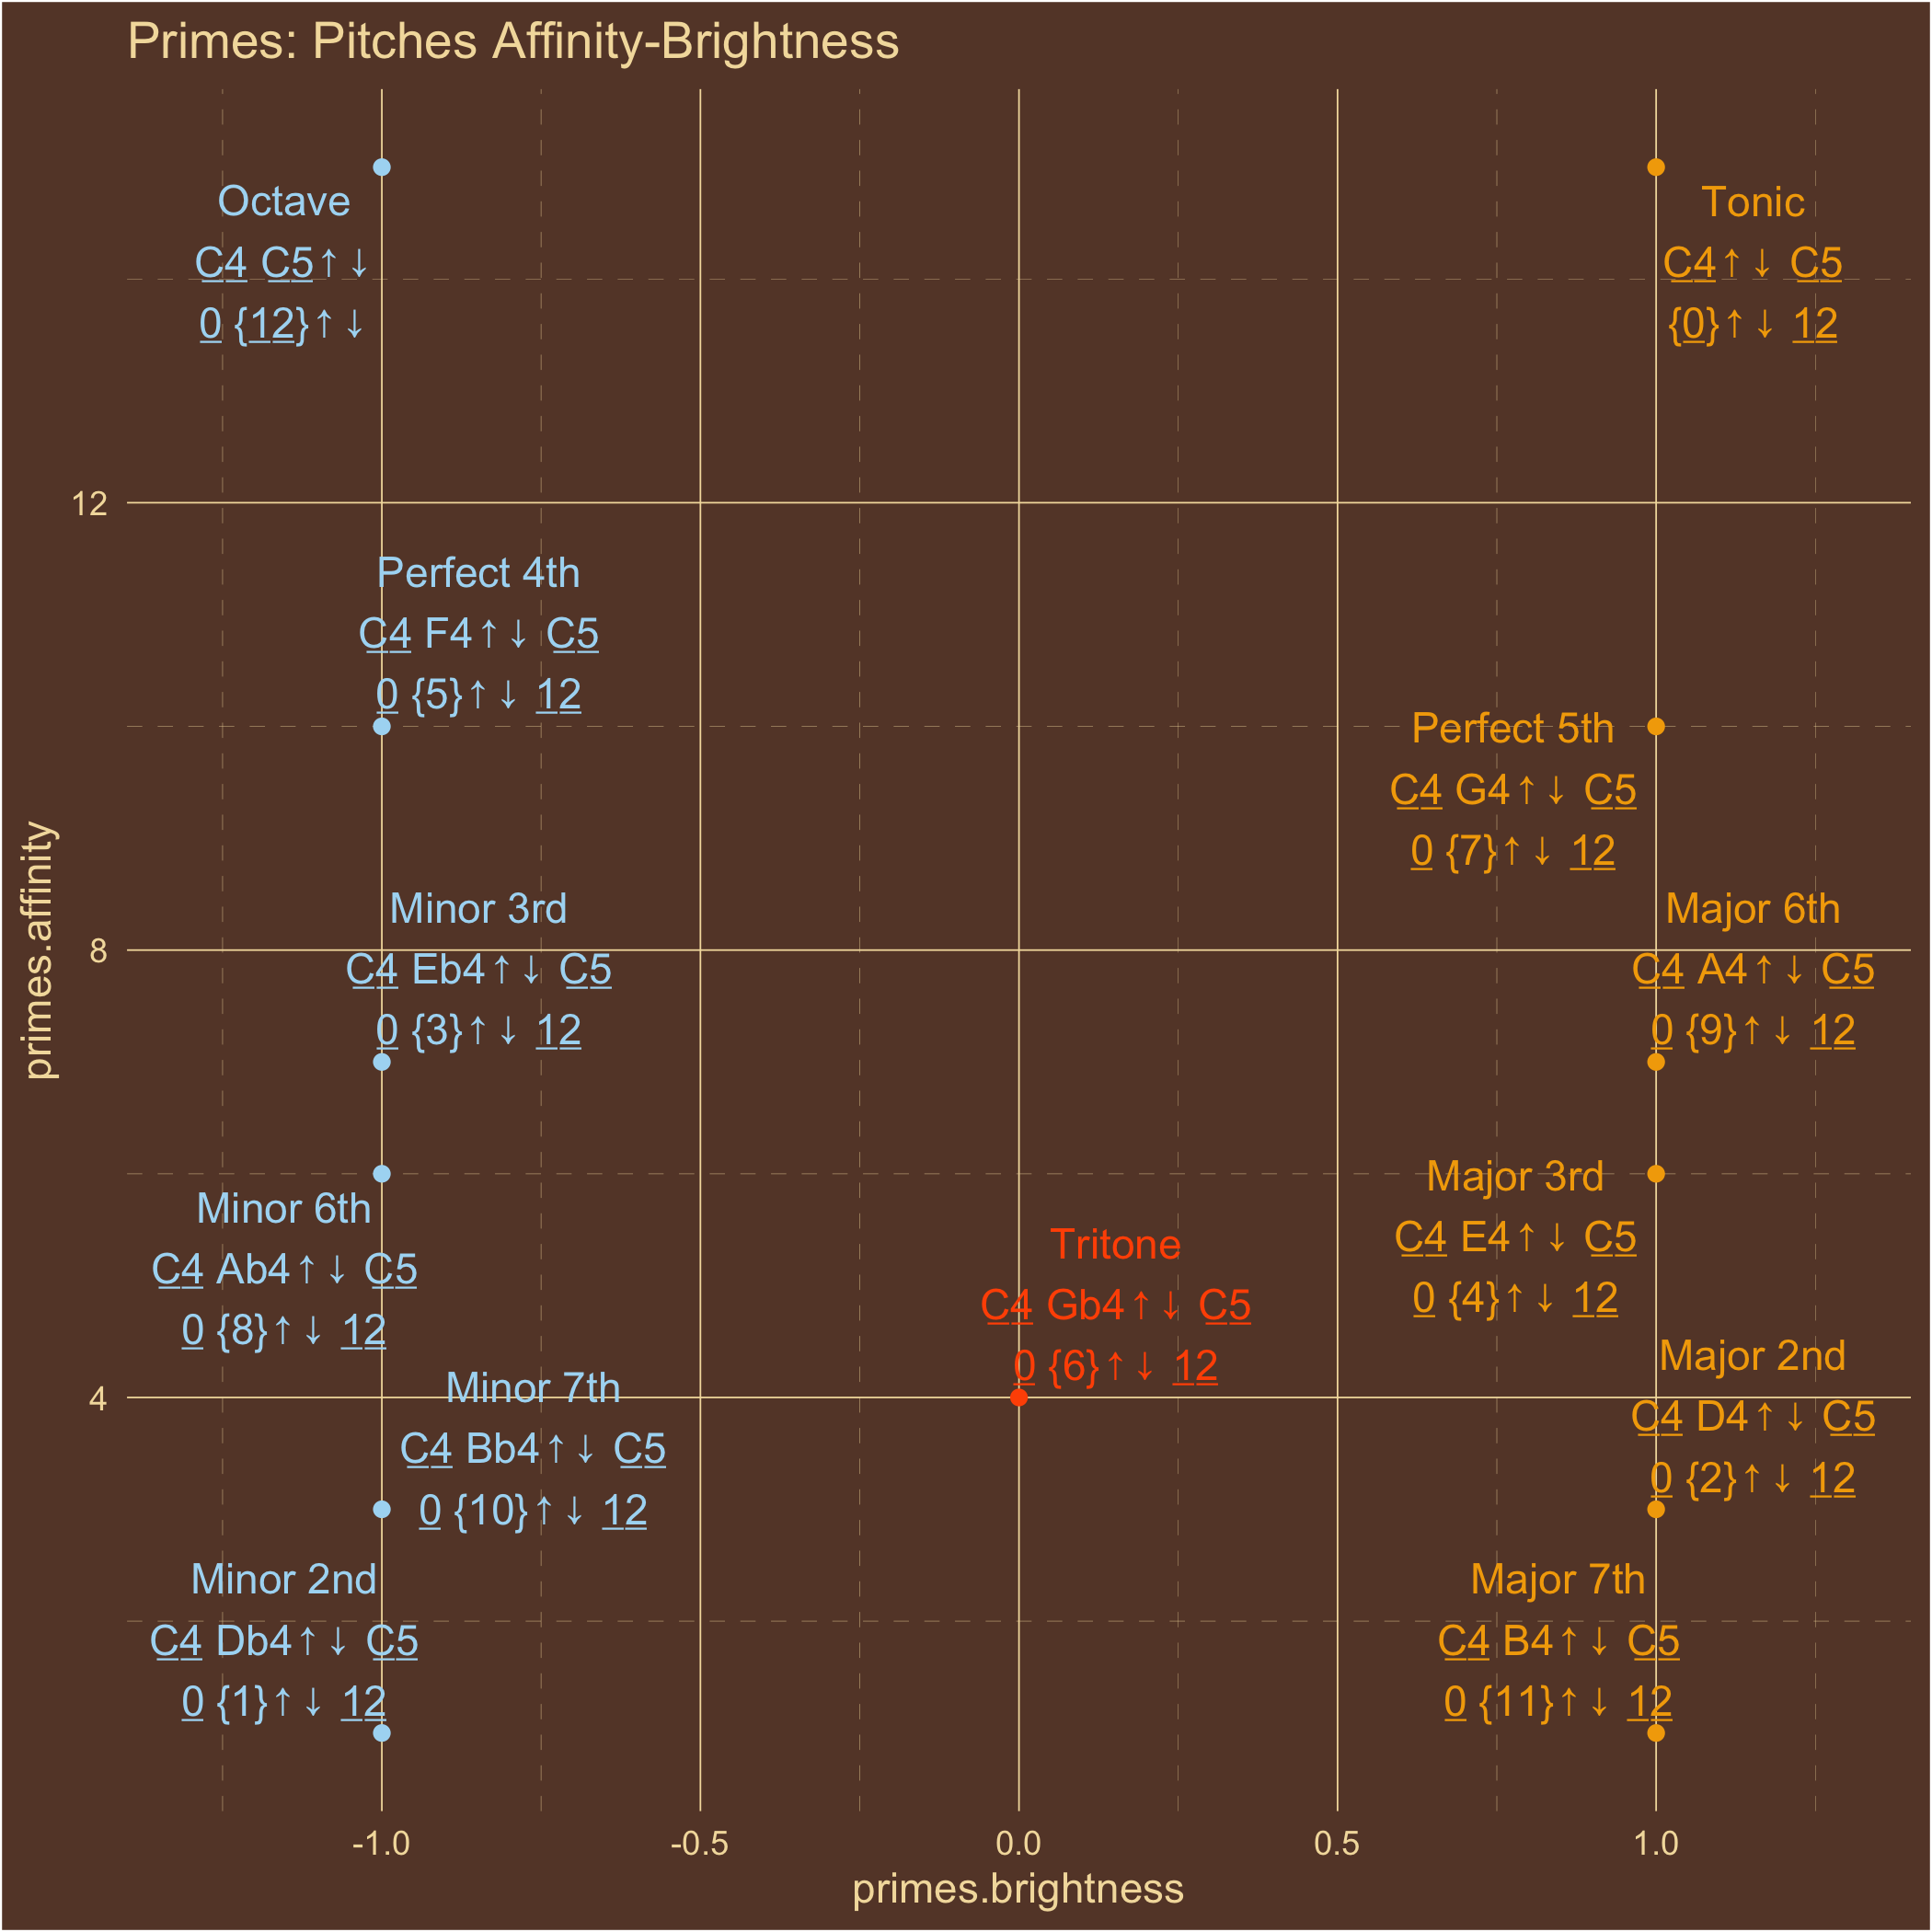 Primes: Pitches Affinity-Brightness
Octave
C4 C5↑↓
0 {12}↑↓
Tonic
C4↑↓ C5
{0}↑↓ 12
12
Perfect 4th
C4 F4↑↓ C5
0 {5}↑↓ 12
Perfect 5th
C4 G4↑↓ C5
0 {7}↑↓ 12
Minor 3rd
C4 Eb4↑↓ C5
0 {3}↑↓ 12
Major 6th
C4 A4↑↓ C5
0 {9}↑↓ 12
8
primes.affinity
Minor 6th
C4 Ab4↑↓ C5
0 {8}↑↓ 12
Tritone
C4 Gb4↑↓ C5
0 {6}↑↓ 12
Major 3rd
C4 E4↑↓ C5
0 {4}↑↓ 12
4
Minor 7th
C4 Bb4↑↓ C5
0 {10}↑↓ 12
Major 2nd
C4 D4↑↓ C5
0 {2}↑↓ 12
Minor 2nd
C4 Db4↑↓ C5
0 {1}↑↓ 12
Major 7th
C4 B4↑↓ C5
0 {11}↑↓ 12
-1.0 -0.5 0.0 0.5 1.0
primes.brightness